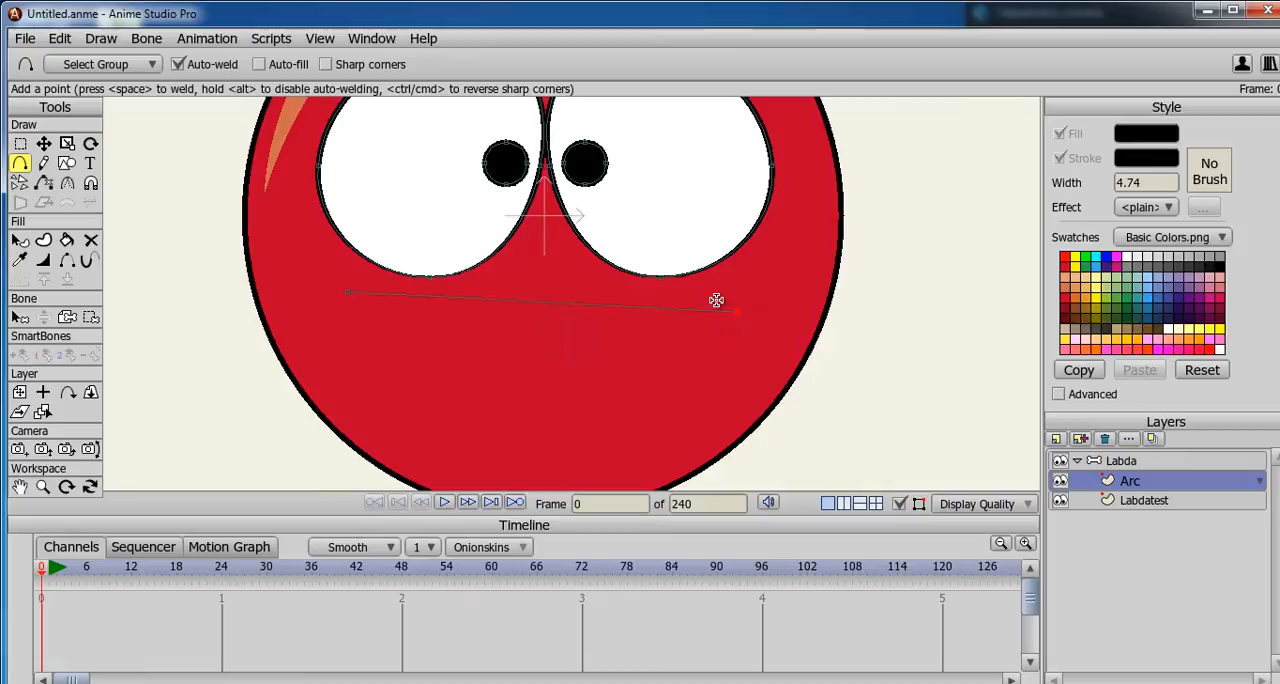 Untitled.anme - Anime Studio Pro
File Edit Draw Bone Animation Scripts View Window Help
Select Group Auto-weld Auto-fill Sharp corners
Add a point (press <space> to weld, hold <alt> to disable auto-welding, <ctrl/cmd> to reverse sharp corners) Frame: 0
Tools
Draw
T
Fill
Bone
SmartBones
Layer
Camera
Workspace
Style
Fill
Stroke
No
Brush
Width 4.74
Effect <plain>
...
Swatches Basic Colors.png
Copy Paste Reset
Advanced
Layers
Labda
Arc
Labdatest
Frame 0 of 240 Display Quality
Timeline
Channels Sequencer Motion Graph Smooth 1 Onionskins
0 6 12 18 24 30 36 42 48 54 60 66 72 78 84 90 96 102 108 114 120 126
0 1 2 3 4 5